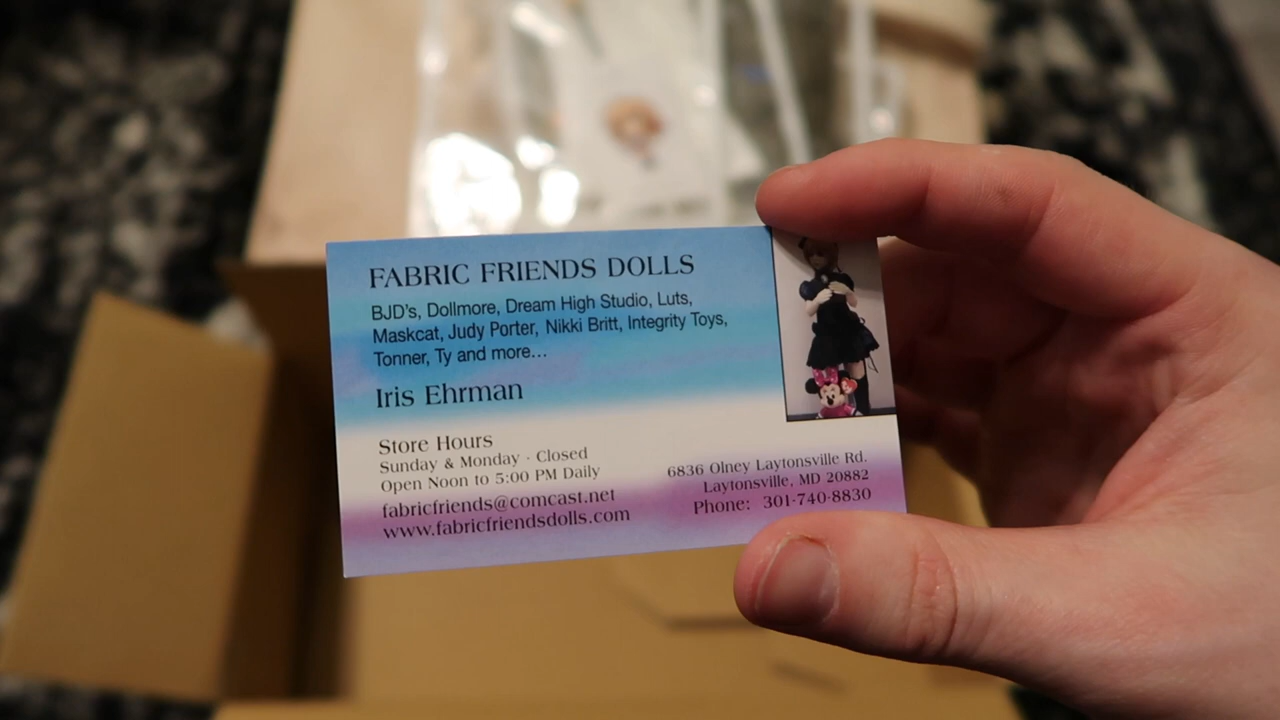 FABRIC FRIENDS DOLLS
BJD's, Dollmore, Dream High Studio, Luts,
Maskcat, Judy Porter, Nikki Britt, Integrity Toys,
Tonner, Ty and more...
Iris Ehrman
Store Hours
Sunday & Monday - Closed
Open Noon to 5:00 PM Daily
fabricfriends@comcast.net
www.fabricfriendsdolls.com
6836 Olney Laytonsville Rd.
Laytonsville, MD 20882
Phone: 301-740-8830